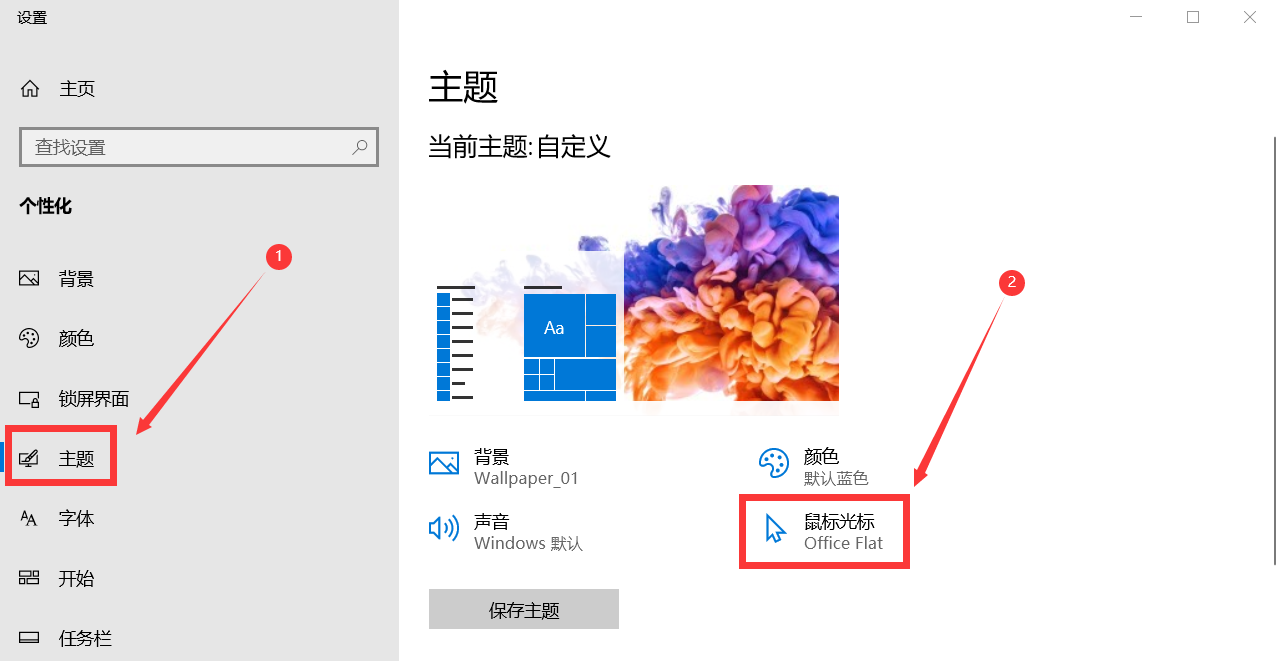 设置
主页
查找设置
个性化
1
背景
颜色
锁屏界面
主题
字体
开始
任务栏
主题
当前主题: 自定义
Aa
2
背景
Wallpaper_01
颜色
默认蓝色
声音
Windows 默认
鼠标光标
Office Flat
保存主题